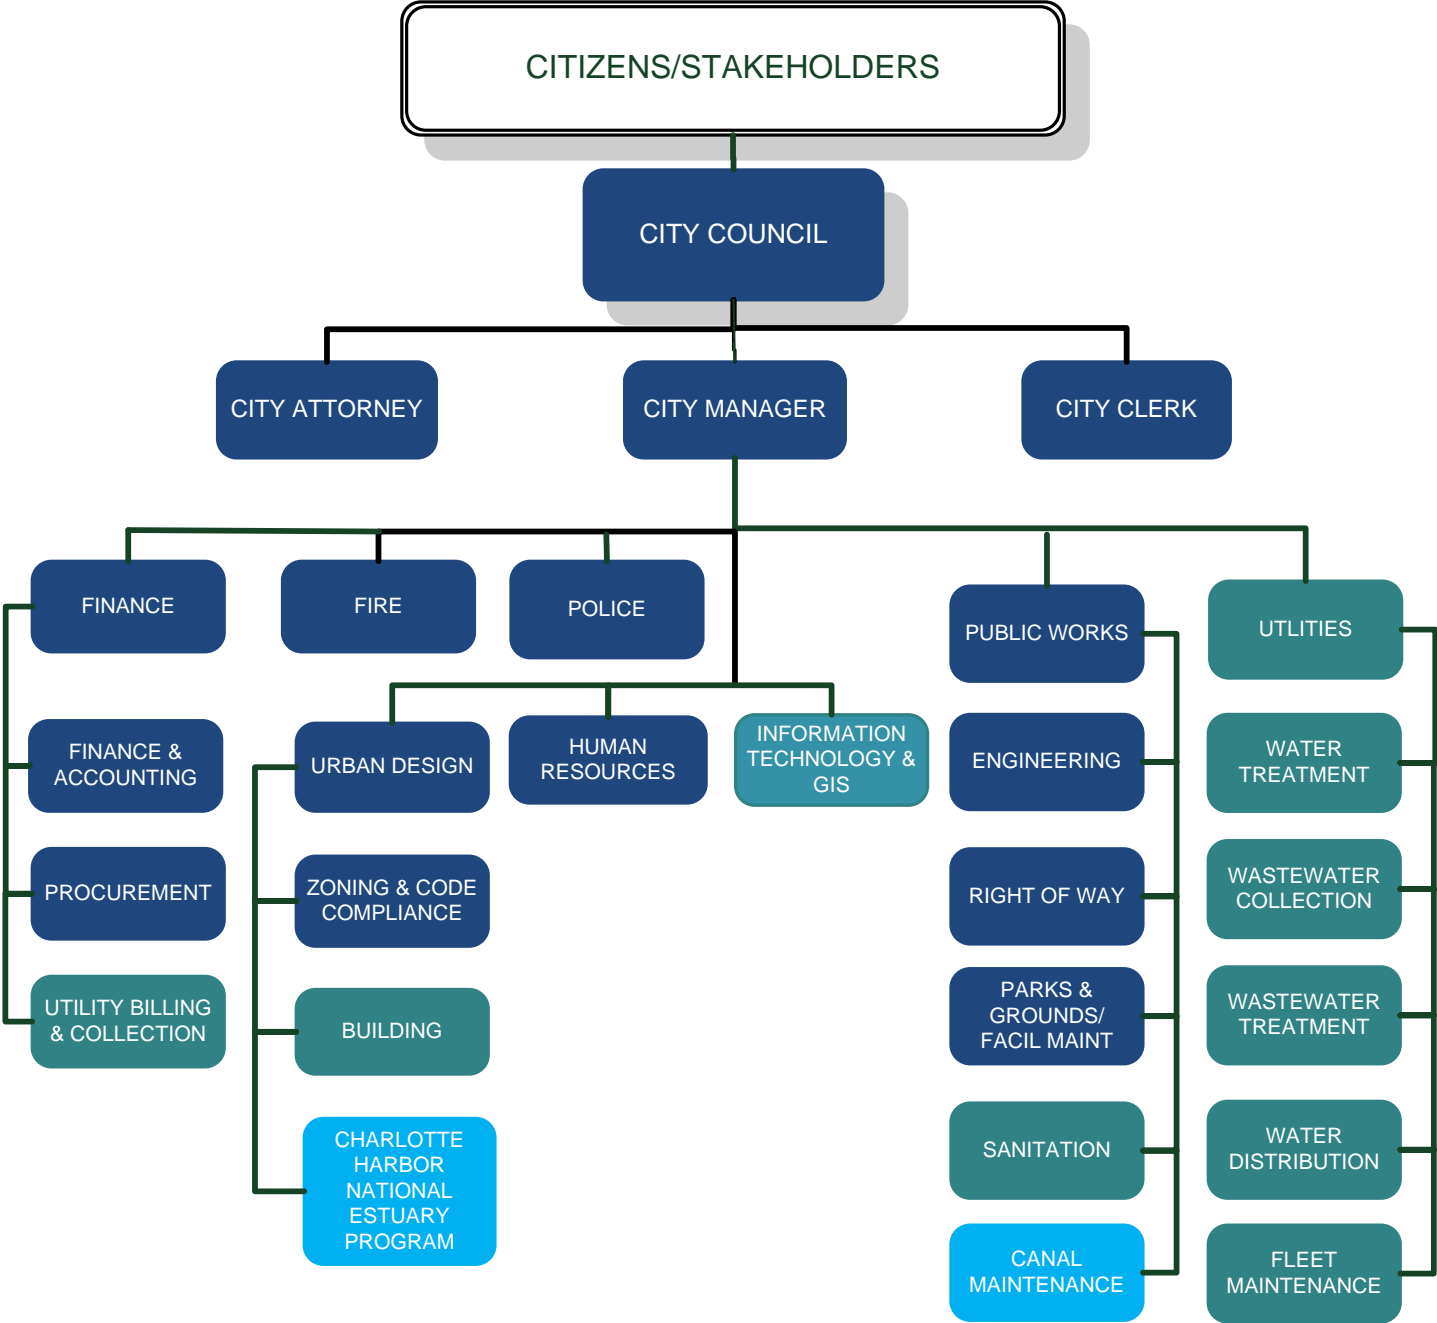 CITIZENS/STAKEHOLDERS
CITY COUNCIL
CITY ATTORNEY
CITY MANAGER
CITY CLERK
FINANCE
FIRE
POLICE
PUBLIC WORKS
UTLITIES
FINANCE &
ACCOUNTING
URBAN DESIGN
HUMAN
RESOURCES
INFORMATION
TECHNOLOGY &
GIS
ENGINEERING
WATER
TREATMENT
PROCUREMENT
ZONING & CODE
COMPLIANCE
RIGHT OF WAY
WASTEWATER
COLLECTION
UTILITY BILLING
& COLLECTION
BUILDING
PARKS &
GROUNDS/
FACIL MAINT
WASTEWATER
TREATMENT
CHARLOTTE
HARBOR
NATIONAL
ESTUARY
PROGRAM
SANITATION
WATER
DISTRIBUTION
CANAL
MAINTENANCE
FLEET
MAINTENANCE